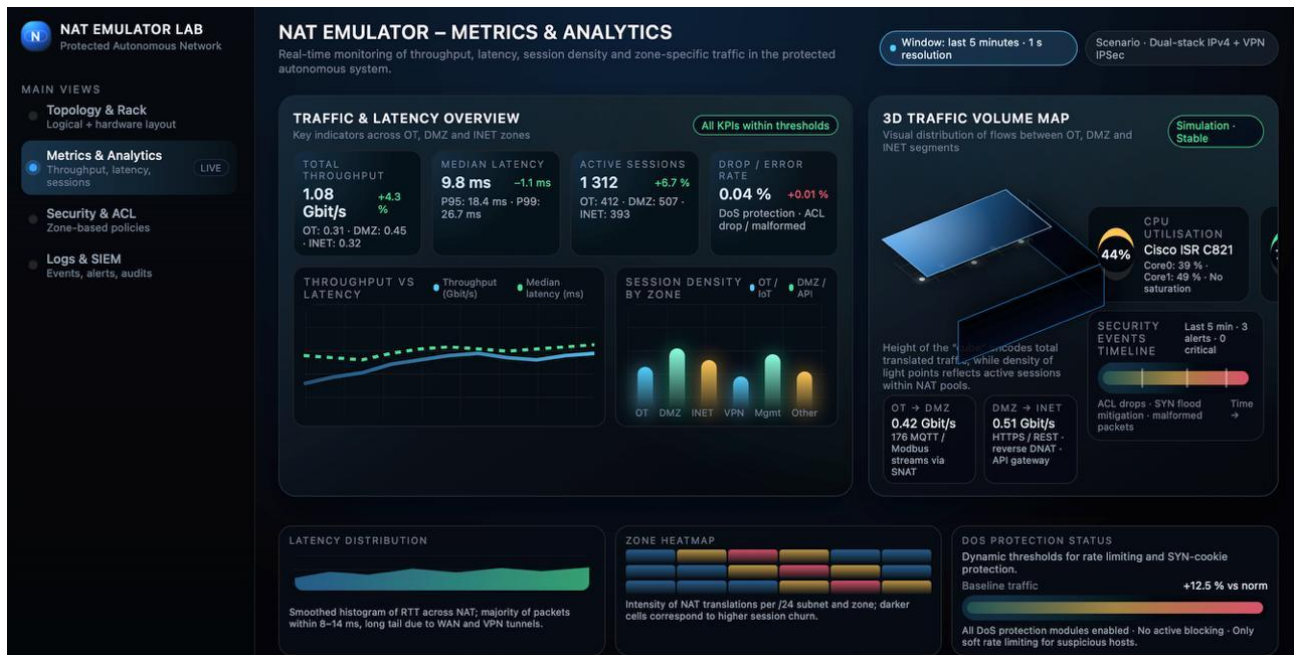 N
NAT EMULATOR LAB
Protected Autonomous Network
MAIN VIEWS
Topology & Rack
Logical + hardware layout
Metrics & Analytics
Throughput, latency,
sessions
LIVE
Security & ACL
Zone-based policies
Logs & SIEM
Events, alerts, audits
NAT EMULATOR – METRICS & ANALYTICS
Real-time monitoring of throughput, latency, session density and zone-specific traffic in the protected
autonomous system.
Window: last 5 minutes · 1 s
resolution
Scenario · Dual-stack IPv4 + VPN
IPSec
TRAFFIC & LATENCY OVERVIEW
Key indicators across OT, DMZ and INET zones
All KPIs within thresholds
TOTAL
THROUGHPUT
1.08
Gbit/s
+4.3
%
OT: 0.31 · DMZ: 0.45
· INET: 0.32
MEDIAN LATENCY
9.8 ms
−1.1 ms
P95: 18.4 ms · P99:
26.7 ms
ACTIVE SESSIONS
1 312
+6.7 %
OT: 412 · DMZ: 507 ·
INET: 393
DROP / ERROR
RATE
0.04 %
+0.01 %
DoS protection · ACL
drop / malformed
THROUGHPUT VS
LATENCY
Throughput
(Gbit/s)
Median
latency (ms)
SESSION DENSITY
BY ZONE
OT /
IoT
DMZ /
API
OT DMZ INET VPN Mgmt Other
3D TRAFFIC VOLUME MAP
Visual distribution of flows between OT, DMZ and
INET segments
Simulation ·
Stable
44%
CPU
UTILISATION
Cisco ISR C821
Core0: 39 % ·
Core1: 49 % · No
saturation
Height of the "cube" encodes total
translated traffic, while density of
light points reflects active sessions
within NAT pools.
OT → DMZ
0.42 Gbit/s
176 MQTT /
Modbus
streams via
SNAT
DMZ → INET
0.51 Gbit/s
HTTPS / REST ·
reverse DNAT ·
API gateway
SECURITY
EVENTS
TIMELINE
Last 5 min · 3
alerts · 0
critical
ACL drops · SYN flood
mitigation · malformed
packets
Time
→
LATENCY DISTRIBUTION
Smoothed histogram of RTT across NAT; majority of packets
within 8–14 ms, long tail due to WAN and VPN tunnels.
ZONE HEATMAP
Intensity of NAT translations per /24 subnet and zone; darker
cells correspond to higher session churn.
DOS PROTECTION STATUS
Dynamic thresholds for rate limiting and SYN-cookie
protection.
Baseline traffic
+12.5 % vs norm
All DoS protection modules enabled · No active blocking · Only
soft rate limiting for suspicious hosts.